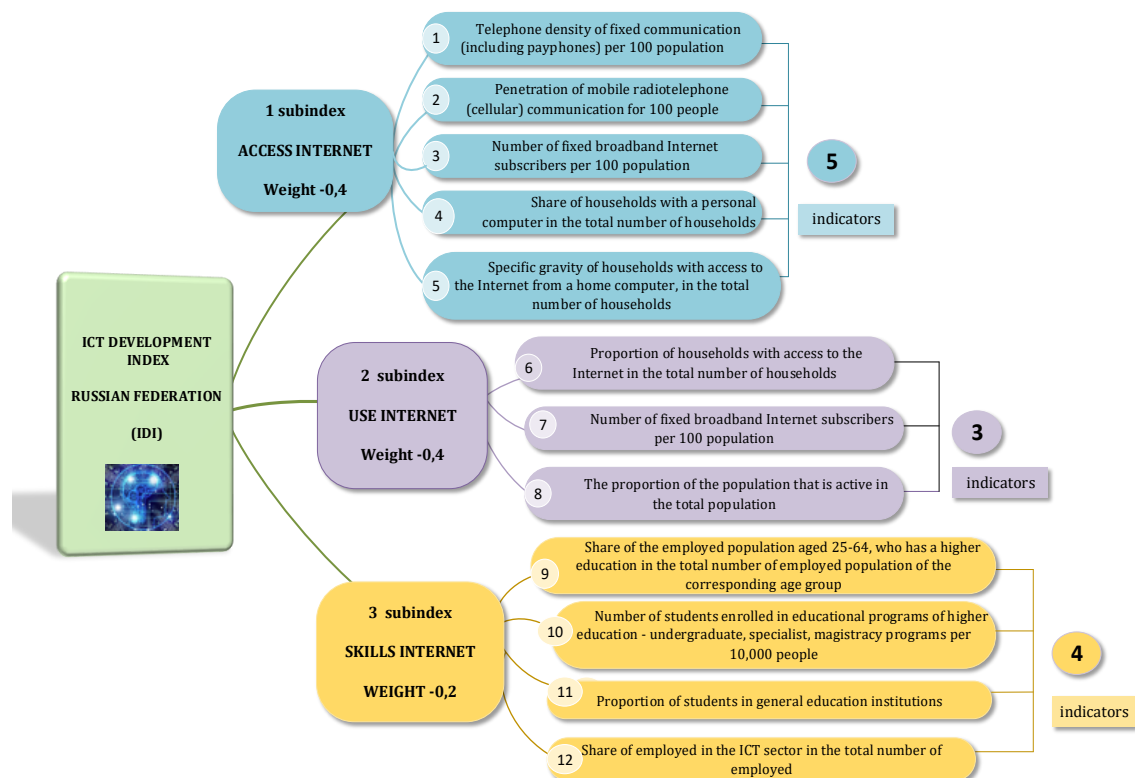 ICT DEVELOPMENT
INDEX
RUSSIAN FEDERATION
(IDI)
1 subindex
ACCESS INTERNET
Weight -0,4
1
Telephone density of fixed communication
(including payphones) per 100 population
2
Penetration of mobile radiotelephone
(cellular) communication for 100 people
3
Number of fixed broadband Internet
subscribers per 100 population
4
Share of households with a personal
computer in the total number of households
5
Specific gravity of households with access to
the Internet from a home computer, in the total
number of households
5
indicators
2 subindex
USE INTERNET
Weight -0,4
6
Proportion of households with access to the
Internet in the total number of households
7
Number of fixed broadband Internet subscribers
per 100 population
8
The proportion of the population that is active in
the total population
3
indicators
3 subindex
SKILLS INTERNET
WEIGHT -0,2
9
Share of the employed population aged 25-64, who has a higher
education in the total number of employed population of the
corresponding age group
10
Number of students enrolled in educational programs of higher
education - undergraduate, specialist, magistracy programs per
10,000 people
11
Proportion of students in general education institutions
12
Share of employed in the ICT sector in the total number of
employed
4
indicators